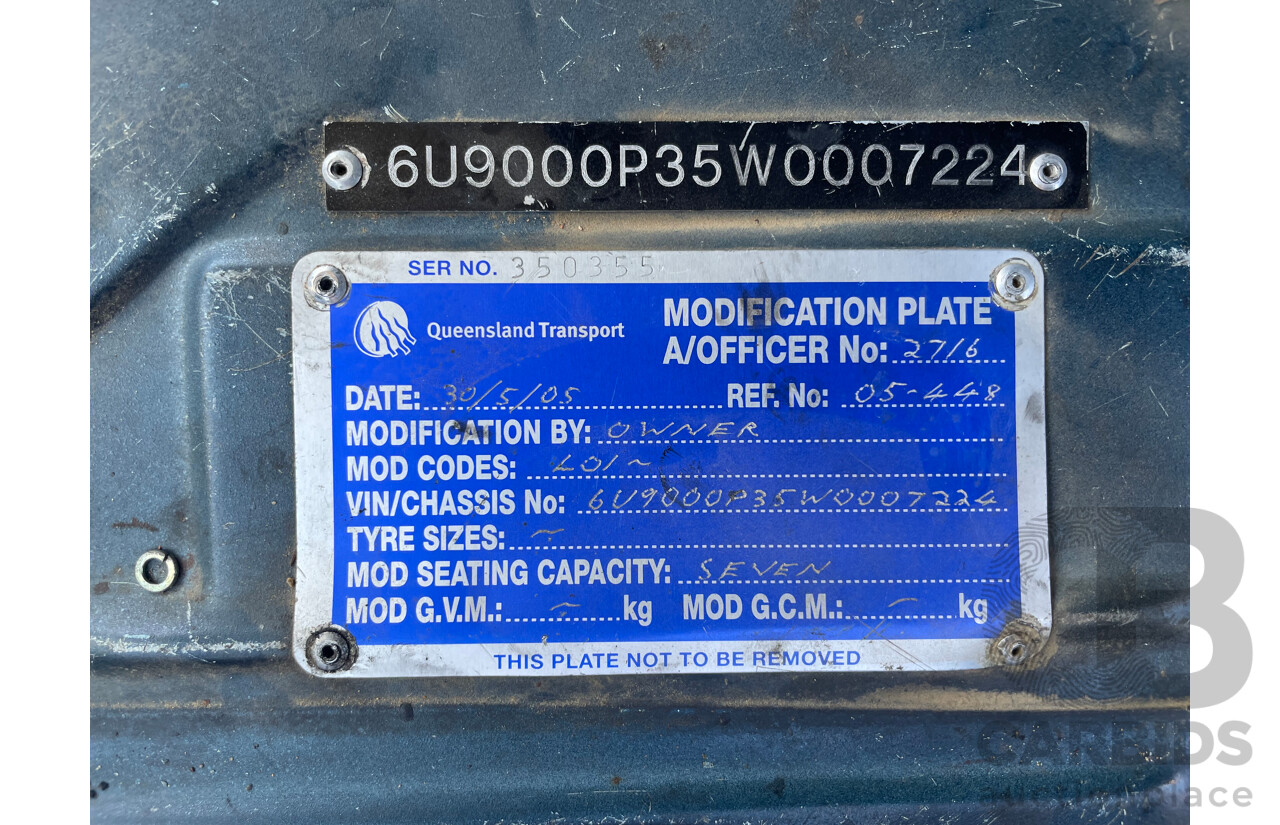 6U9000P35W0007224
SER NO. 350355
Queensland Transport
MODIFICATION PLATE
A/OFFICER No: 2716
DATE: 30/5/05 REF. No: 05-448
MODIFICATION BY: OWNER
MOD CODES: LO1~
VIN/CHASSIS No: 6U9000P35W0007224
TYRE SIZES: ~
MOD SEATING CAPACITY: SEVEN
MOD G.V.M.: ~ kg MOD G.C.M.: ~ kg
THIS PLATE NOT TO BE REMOVED
CARBIDS